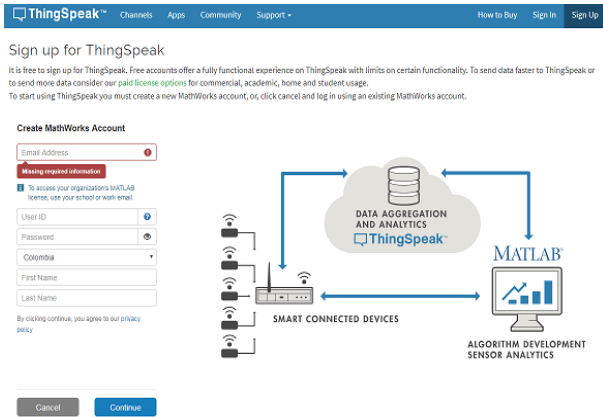 ThingSpeak™ Channels Apps Community Support How to Buy Sign In Sign Up
Sign up for ThingSpeak
It is free to sign up for ThingSpeak. Free accounts offer a fully functional experience on ThingSpeak with limits on certain functionality. To send data faster to ThingSpeak or
to send more data consider our paid license options for commercial, academic, home and student usage.
To start using ThingSpeak you must create a new MathWorks account, or, click cancel and log in using an existing MathWorks account.
Create MathWorks Account
Email Address
Missing required information
To access your organization's MATLAB
license, use your school or work email.
User ID
Password
Colombia
First Name
Last Name
By clicking continue, you agree to our privacy
policy
Cancel Continue
DATA AGGREGATION
AND ANALYTICS
ThingSpeak™
SMART CONNECTED DEVICES
MATLAB®
ALGORITHM DEVELOPMENT
SENSOR ANALYTICS